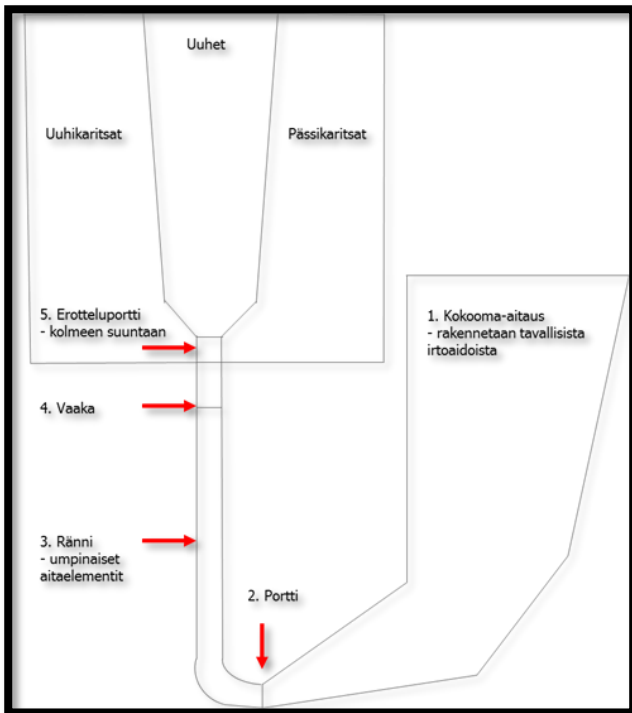 Uuhet
Uuhikaritsat
Pässikaritsat
5. Erotteluportti
- kolmeen suuntaan
1. Kokooma-aitaus
- rakennetaan tavallisista
irtoaidoista
4. Vaaka
3. Ränni
- umpinaiset
aitaelementit
2. Portti